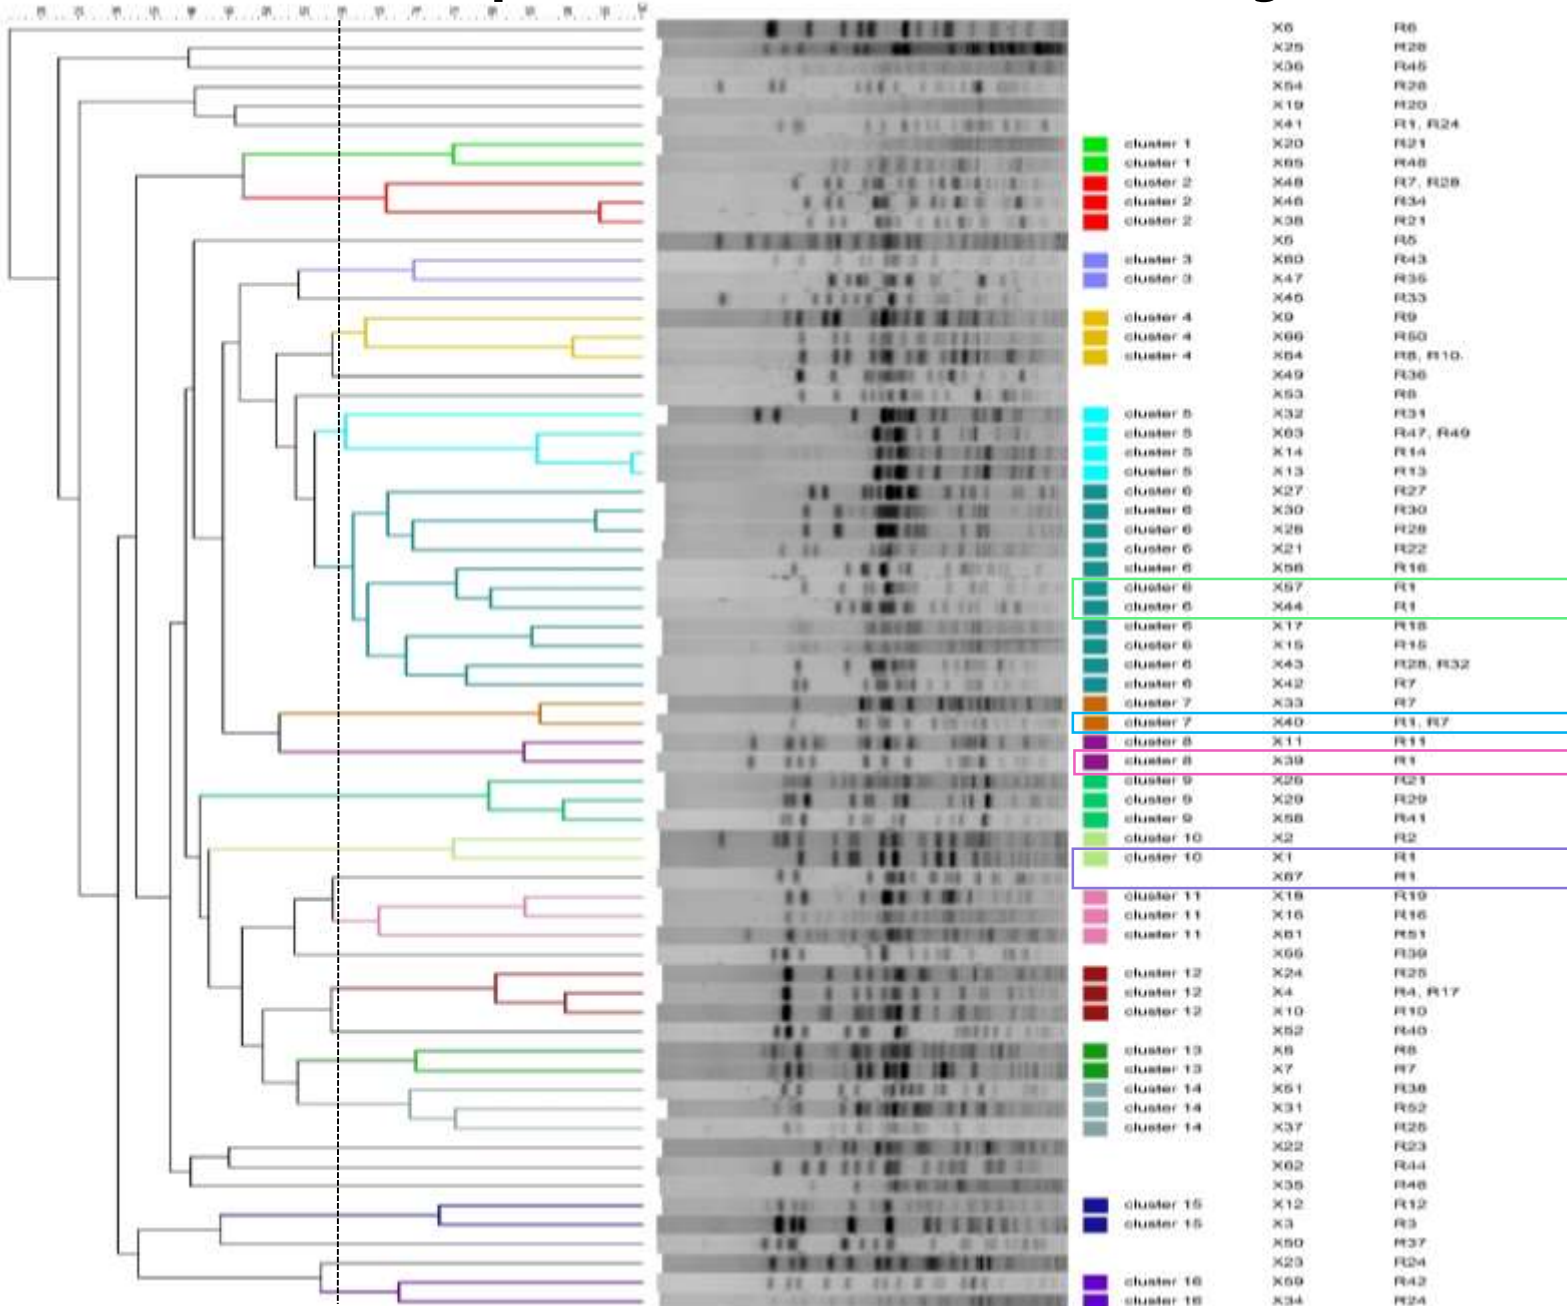 X6 R6
X25 R28
X36 R45
X54 R28
X19 R20
X41 R1, R24
cluster 1 X20 R21
cluster 1 X65 R48
cluster 2 X48 R7, R28
cluster 2 X46 R34
cluster 2 X38 R21
X5 R5
cluster 3 X60 R43
cluster 3 X47 R35
X45 R33
cluster 4 X9 R9
cluster 4 X66 R50
cluster 4 X64 R8, R10.
X49 R36
X53 R8
cluster 5 X32 R31
cluster 5 X63 R47, R49
cluster 5 X14 R14
cluster 5 X13 R13
cluster 6 X27 R27
cluster 6 X30 R30
cluster 6 X28 R28
cluster 6 X21 R22
cluster 6 X56 R16
cluster 6 X57 R1
cluster 6 X44 R1
cluster 6 X17 R18
cluster 6 X15 R15
cluster 6 X43 R28, R32
cluster 6 X42 R7
cluster 7 X33 R7
cluster 7 X40 R1, R7
cluster 8 X11 R11
cluster 8 X39 R1
cluster 9 X26 R21
cluster 9 X29 R29
cluster 9 X58 R41
cluster 10 X2 R2
cluster 10 X1 R1
X67 R1
cluster 11 X18 R19
cluster 11 X16 R16
cluster 11 X61 R51
X55 R39
cluster 12 X24 R25
cluster 12 X4 R4, R17
cluster 12 X10 R10
X52 R40
cluster 13 X8 R8
cluster 13 X7 R7
cluster 14 X51 R38
cluster 14 X31 R52
cluster 14 X37 R25
X22 R23
X62 R44
X35 R46
cluster 15 X12 R12
cluster 15 X3 R3
X50 R37
X23 R24
cluster 16 X59 R42
cluster 16 X34 R24